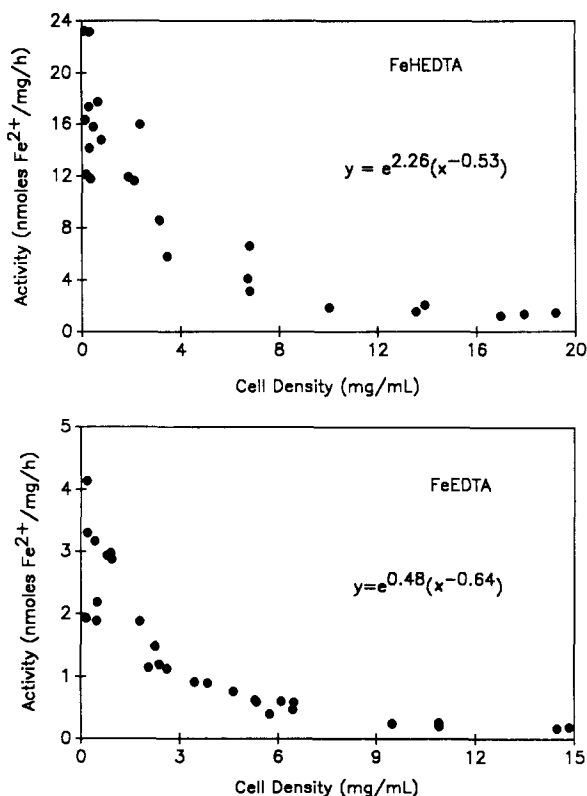 24
20
16
12
8
4
0
Activity (nmoles Fe²⁺/mg/h)
FeHEDTA
y = e^2.26(x^-0.53)
0 4 8 12 16 20
Cell Density (mg/mL)
5
4
3
2
1
0
Activity (nmoles Fe²⁺/mg/h)
FeEDTA
y=e^0.48(x^-0.64)
0 3 6 9 12 15
Cell Density (mg/mL)